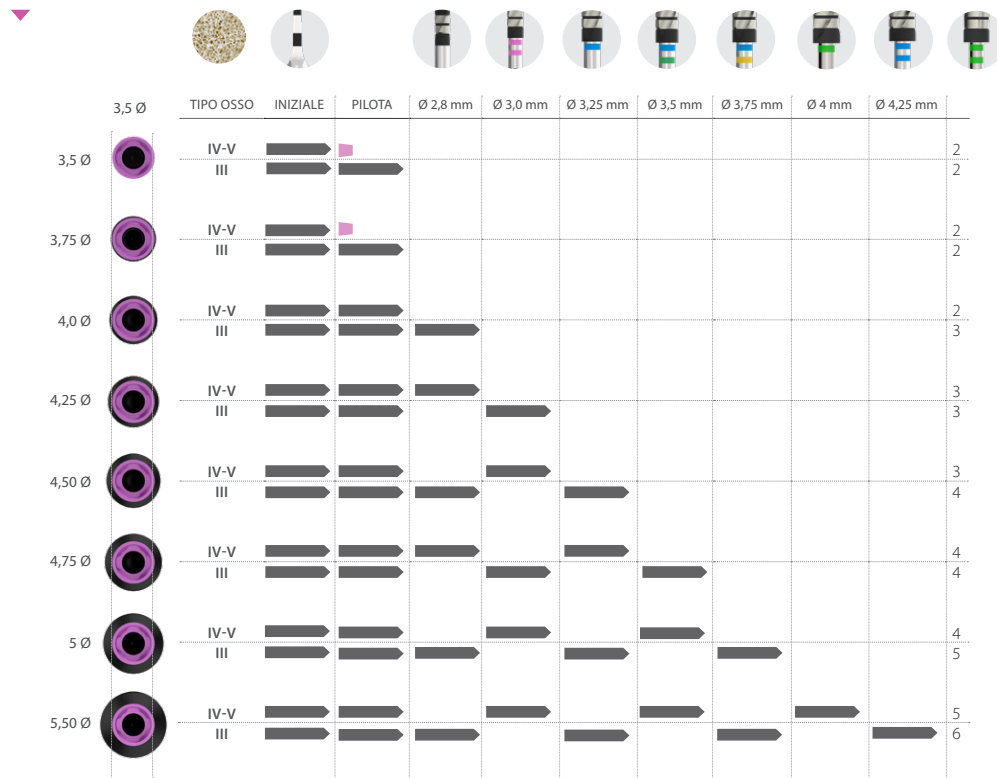 3,5 Ø
TIPO OSSO INIZIALE PILOTA Ø 2,8 mm Ø 3,0 mm Ø 3,25 mm Ø 3,5 mm Ø 3,75 mm Ø 4 mm Ø 4,25 mm
3,5 Ø
IV-V 2
III 2
3,75 Ø
IV-V 2
III 2
4,0 Ø
IV-V 2
III 3
4,25 Ø
IV-V 3
III 3
4,50 Ø
IV-V 3
III 4
4,75 Ø
IV-V 4
III 4
5 Ø
IV-V 4
III 5
5,50 Ø
IV-V 5
III 6